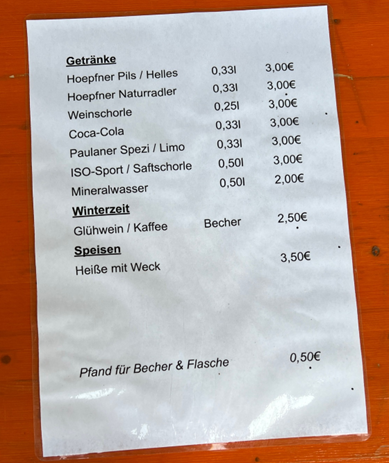 Getränke
Hoepfner Pils / Helles 0,33l 3,00€
Hoepfner Naturradler 0,33l 3,00€
Weinschorle 0,25l 3,00€
Coca-Cola 0,33l 3,00€
Paulaner Spezi / Limo 0,33l 3,00€
ISO-Sport / Saftschorle 0,50l 3,00€
Mineralwasser 0,50l 2,00€
Winterzeit
Glühwein / Kaffee Becher 2,50€
Speisen
Heiße mit Weck 3,50€
Pfand für Becher & Flasche 0,50€